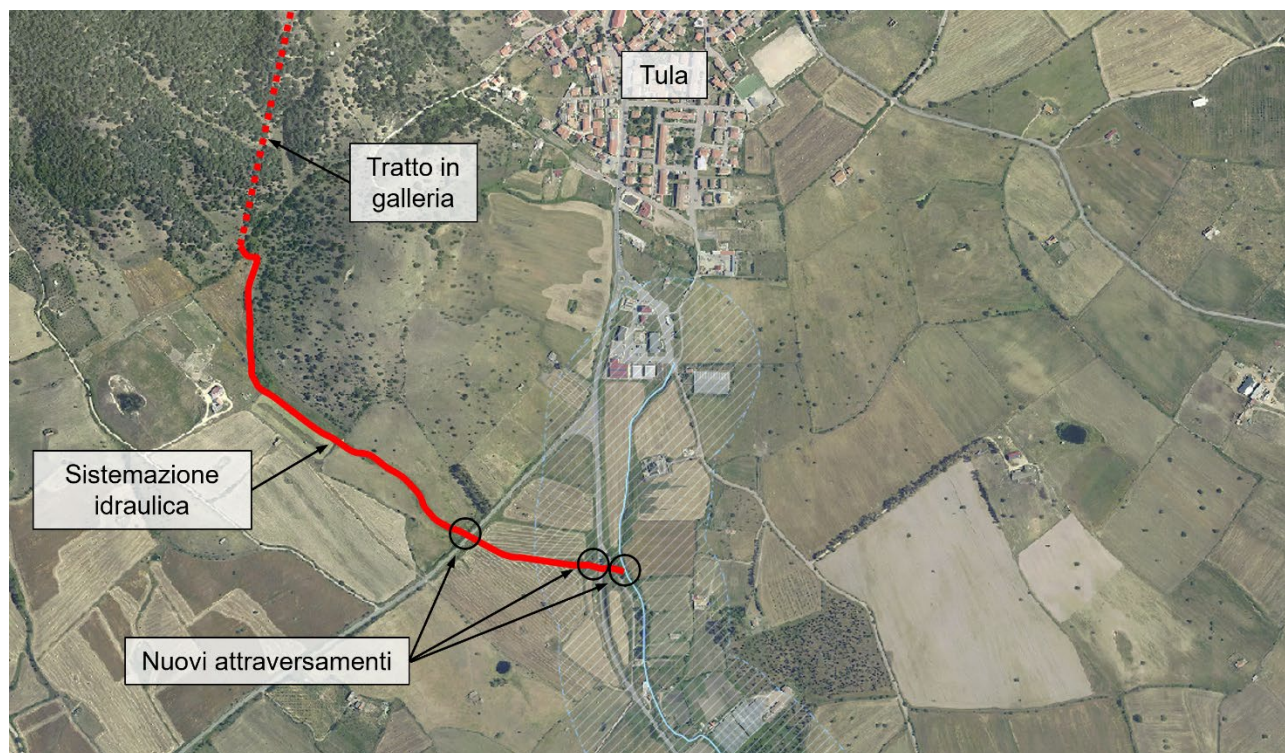 Tula
Tratto in
galleria
Sistemazione
idraulica
Nuovi attraversamenti